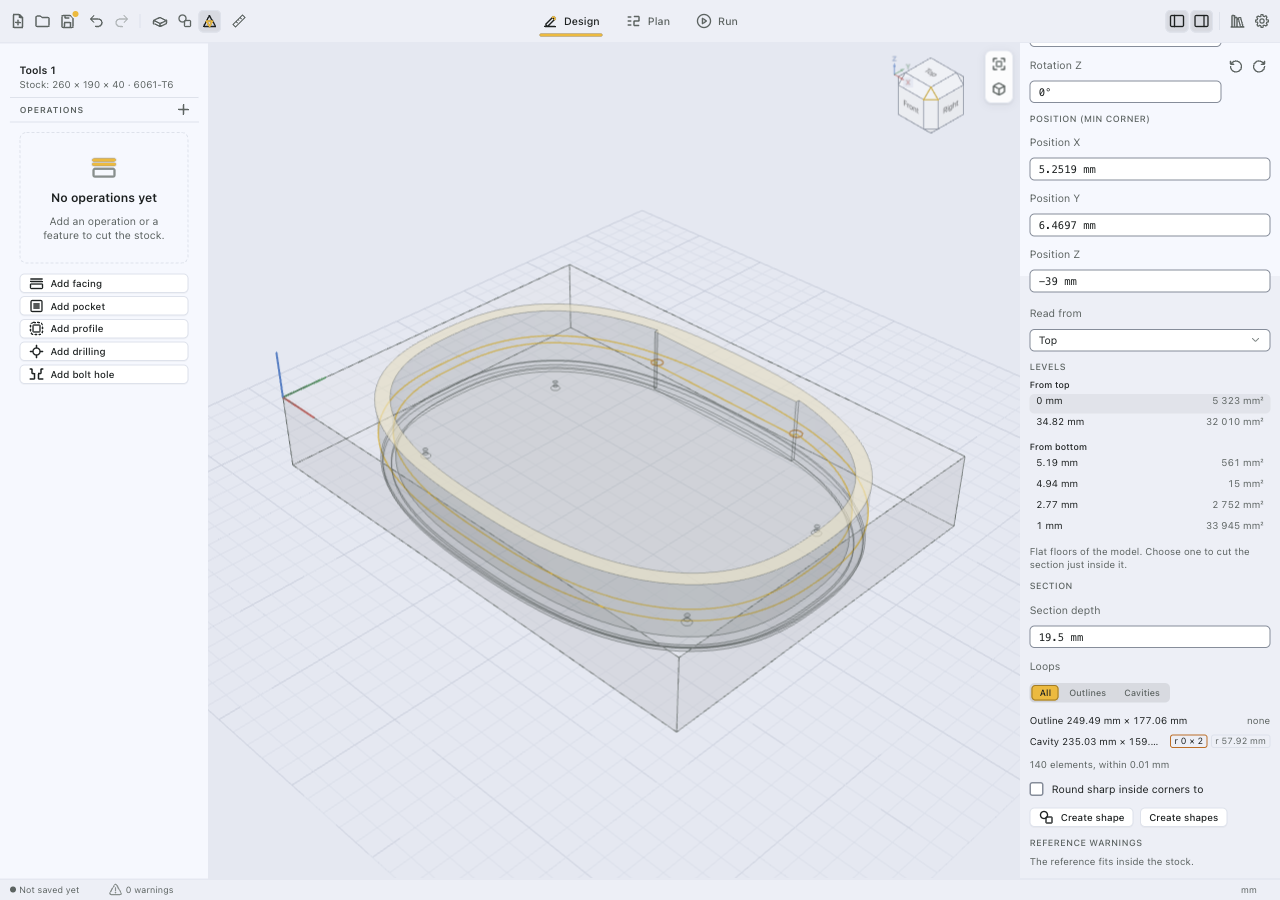 Design
Plan
Run
Tools 1
Stock: 260 × 190 × 40 · 6061-T6
OPERATIONS
No operations yet
Add an operation or a
feature to cut the stock.
Add facing
Add pocket
Add profile
Add drilling
Add bolt hole
Z
Top
Front
Right
Rotation Z
0°
POSITION (MIN CORNER)
Position X
5.2519 mm
Position Y
6.4697 mm
Position Z
−39 mm
Read from
Top
LEVELS
From top
0 mm 5 323 mm²
34.82 mm 32 010 mm²
From bottom
5.19 mm 561 mm²
4.94 mm 15 mm²
2.77 mm 2 752 mm²
1 mm 33 945 mm²
Flat floors of the model. Choose one to cut the
section just inside it.
SECTION
Section depth
19.5 mm
Loops
All Outlines Cavities
Outline 249.49 mm × 177.06 mm none
Cavity 235.03 mm × 159.... r 0 × 2 r 57.92 mm
140 elements, within 0.01 mm
Round sharp inside corners to
Create shape Create shapes
REFERENCE WARNINGS
The reference fits inside the stock.
Not saved yet
0 warnings
mm